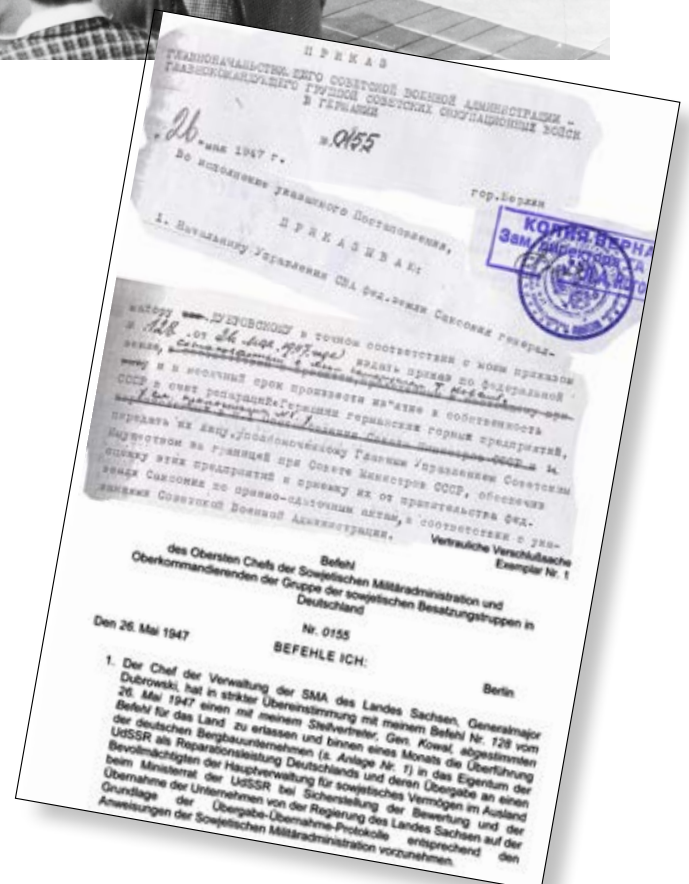 ПРИКАЗ
ГЛАВНОНАЧАЛЬСТВУЮЩЕГО СОВЕТСКОЙ ВОЕННОЙ АДМИНИСТРАЦИИ –
ГЛАВНОКОМАНДУЮЩЕГО ГРУППОЙ СОВЕТСКИХ ОККУПАЦИОННЫХ ВОЙСК
В ГЕРМАНИИ
"26" мая 1947 г. № 0155
гор.Берлин
Во исполнение указанного Постановления,
ПРИКАЗЫВАЮ:
1. Начальнику Управления СВА фед.земли Саксония генерал-
КОПИЯ ВЕРНА
Зам. директора
майору ДУБРОВСКОМУ в точном соответствии с моим приказом
№ 128 от 26 мая 1947 года издать приказ по федеральной
земле,
и в месячный срок произвести из'ятие в собственность
СССР в счет репараций с Германии германских горных предприятий,
передать их лицу, уполномоченному Главным Управлением Советским
Имуществом за границей при Совете Министров СССР, обеспечив
оценку этих предприятий и приемку их от правительства фед.
земли Саксония по приемо-сдаточным актам, в соответствии с ука-
заниями Советской Военной Администрации.
Vertrauliche Verschlußsache
Exemplar Nr. 1
Befehl
des Obersten Chefs der Sowjetischen Militäradministration und
Oberkommandierenden der Gruppe der sowjetischen Besatzungstruppen in
Deutschland
Nr. 0155
Den 26. Mai 1947
Berlin
BEFEHLE ICH:
1. Der Chef der Verwaltung der SMA des Landes Sachsen, Generalmajor
Dubrowski, hat in strikter Übereinstimmung mit meinem Befehl Nr. 128 vom
26. Mai 1947 einen mit meinem Stellvertreter, Gen. Kowal, abgestimmten
Befehl für das Land zu erlassen und binnen eines Monats die Überführung
der deutschen Bergbauunternehmen (s. Anlage Nr. 1) in das Eigentum der
UdSSR als Reparationsleistung Deutschlands und deren Übergabe an einen
Bevollmächtigten der Hauptverwaltung für sowjetisches Vermögen im Ausland
beim Ministerrat der UdSSR bei Sicherstellung der Bewertung und der
Übernahme der Unternehmen von der Regierung des Landes Sachsen auf der
Grundlage der Übergabe-Übernahme-Protokolle entsprechend den
Anweisungen der Sowjetischen Militäradministration vorzunehmen.